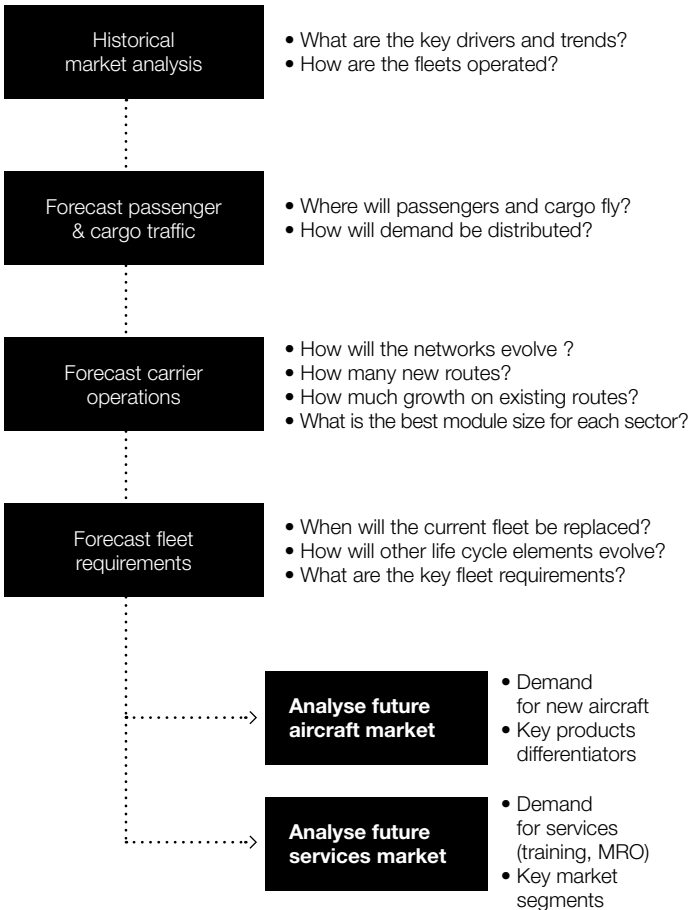 Historical
market analysis
• What are the key drivers and trends?
• How are the fleets operated?
Forecast passenger
& cargo traffic
• Where will passengers and cargo fly?
• How will demand be distributed?
Forecast carrier
operations
• How will the networks evolve ?
• How many new routes?
• How much growth on existing routes?
• What is the best module size for each sector?
Forecast fleet
requirements
• When will the current fleet be replaced?
• How will other life cycle elements evolve?
• What are the key fleet requirements?
Analyse future
aircraft market
• Demand
for new aircraft
• Key products
differentiators
Analyse future
services market
• Demand
for services
(training, MRO)
• Key market
segments